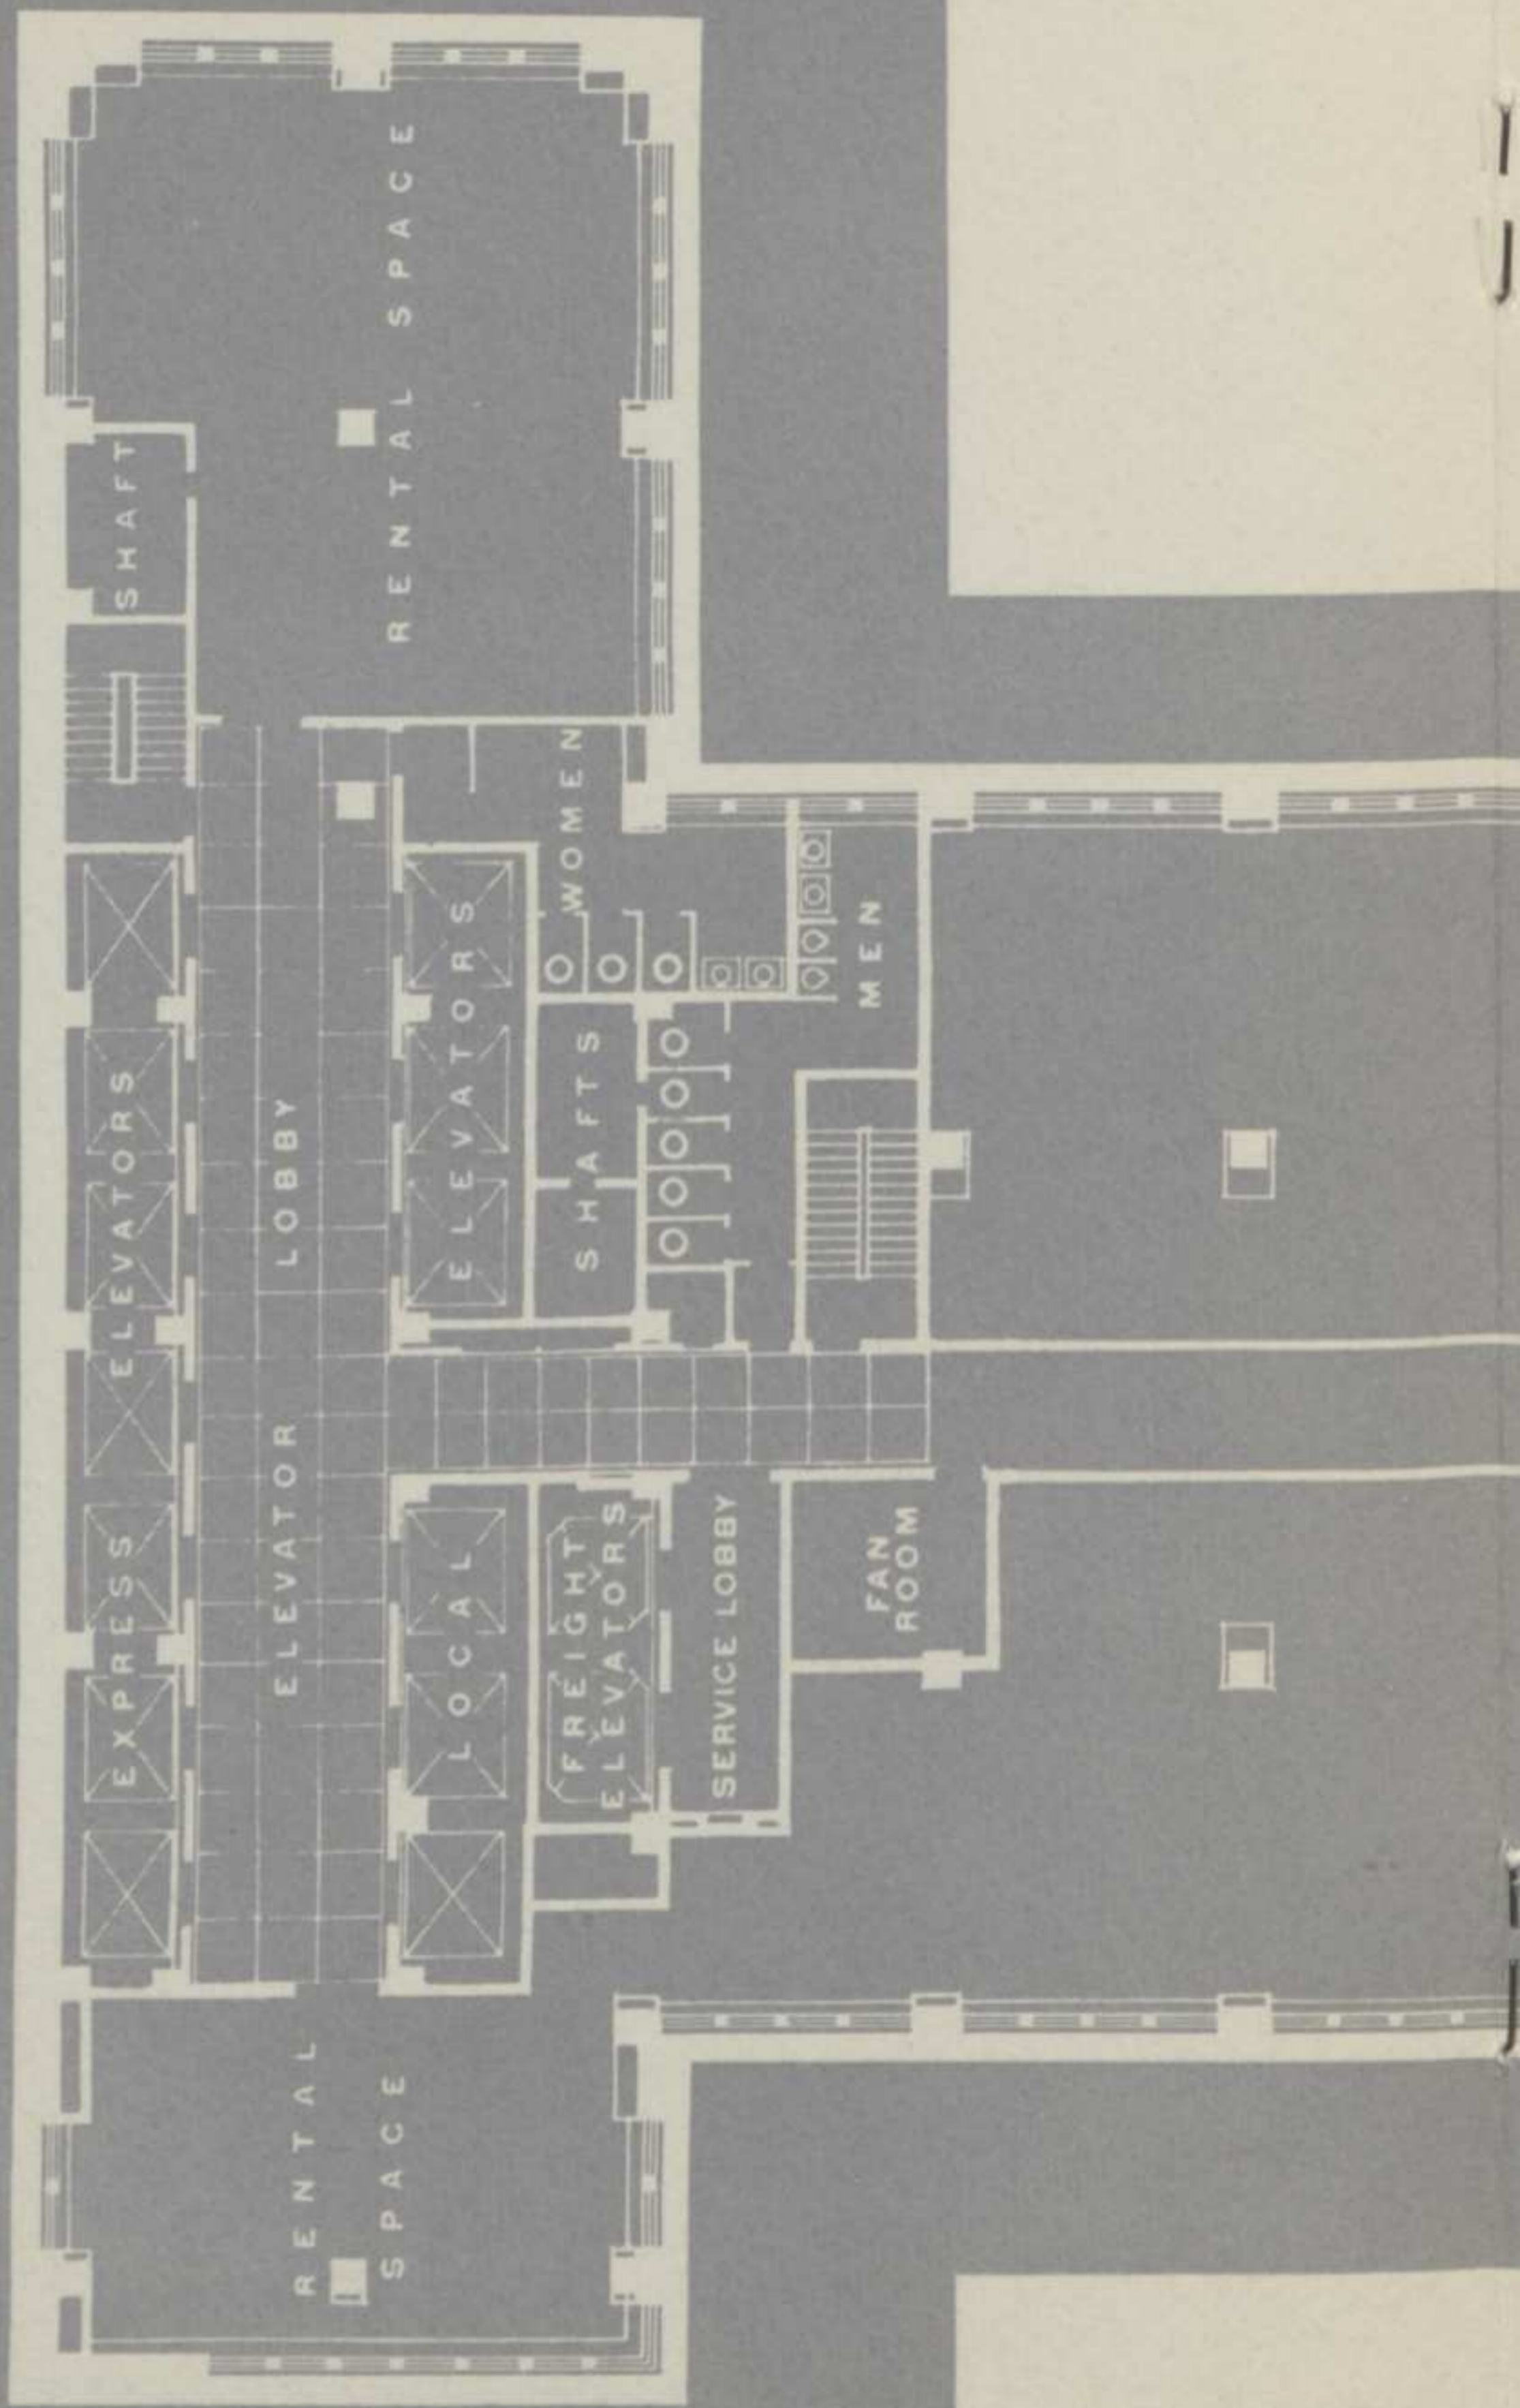 SHAFT
RENTAL SPACE
EXPRESS ELEVATORS
ELEVATOR LOBBY
LOCAL ELEVATORS
WOMEN
MEN
SHAFTS
FREIGHT
ELEVATORS
SERVICE LOBBY
FAN
ROOM
RENTAL
SPACE